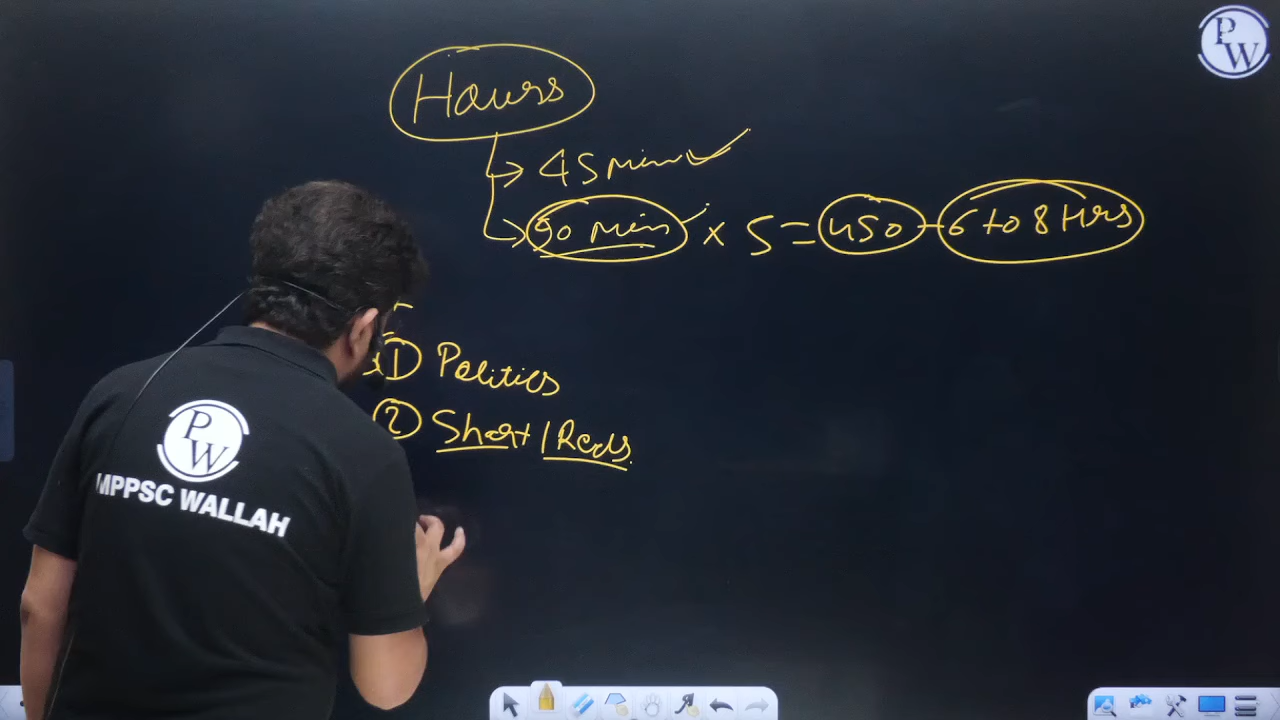 PW
Hours
→ 45 min ✓
→ 90 min × 5 = 450 - 6 to 8 Hrs
① Politics
② Short / Reels
PW
MPPSC WALLAH